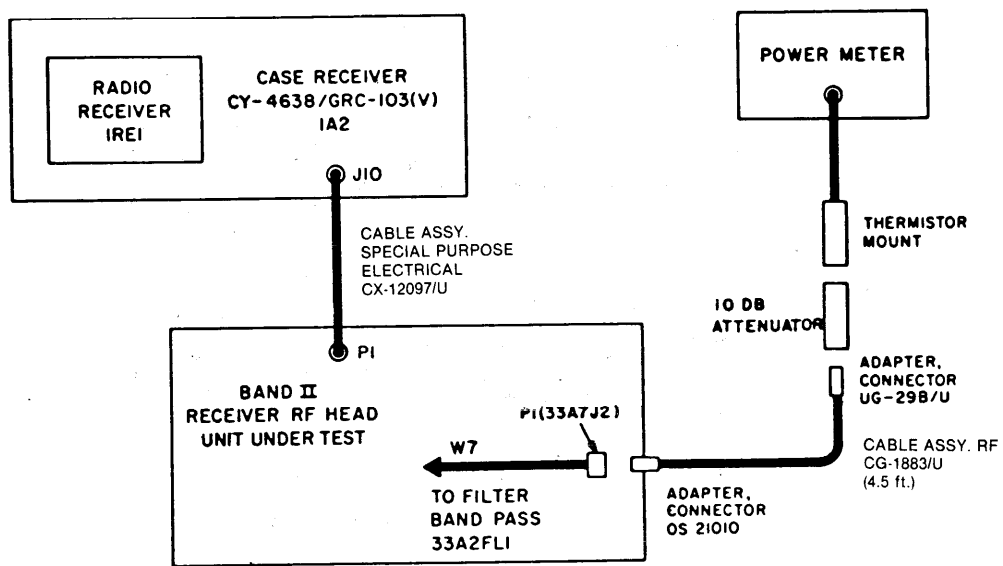 RADIO
RECEIVER
IREI
CASE RECEIVER
CY-4638/GRC-103(V)
IA2
J10
POWER METER
THERMISTOR
MOUNT
CABLE ASSY.
SPECIAL PURPOSE
ELECTRICAL
CX-12097/U
10 DB
ATTENUATOR
P1
BAND II
RECEIVER RF HEAD
UNIT UNDER TEST
P1(33A7J2)
W7
TO FILTER
BAND PASS
33A2FL1
ADAPTER,
CONNECTOR
UG-29B/U
CABLE ASSY. RF
CG-1883/U
(4.5 ft.)
ADAPTER,
CONNECTOR
OS 21010